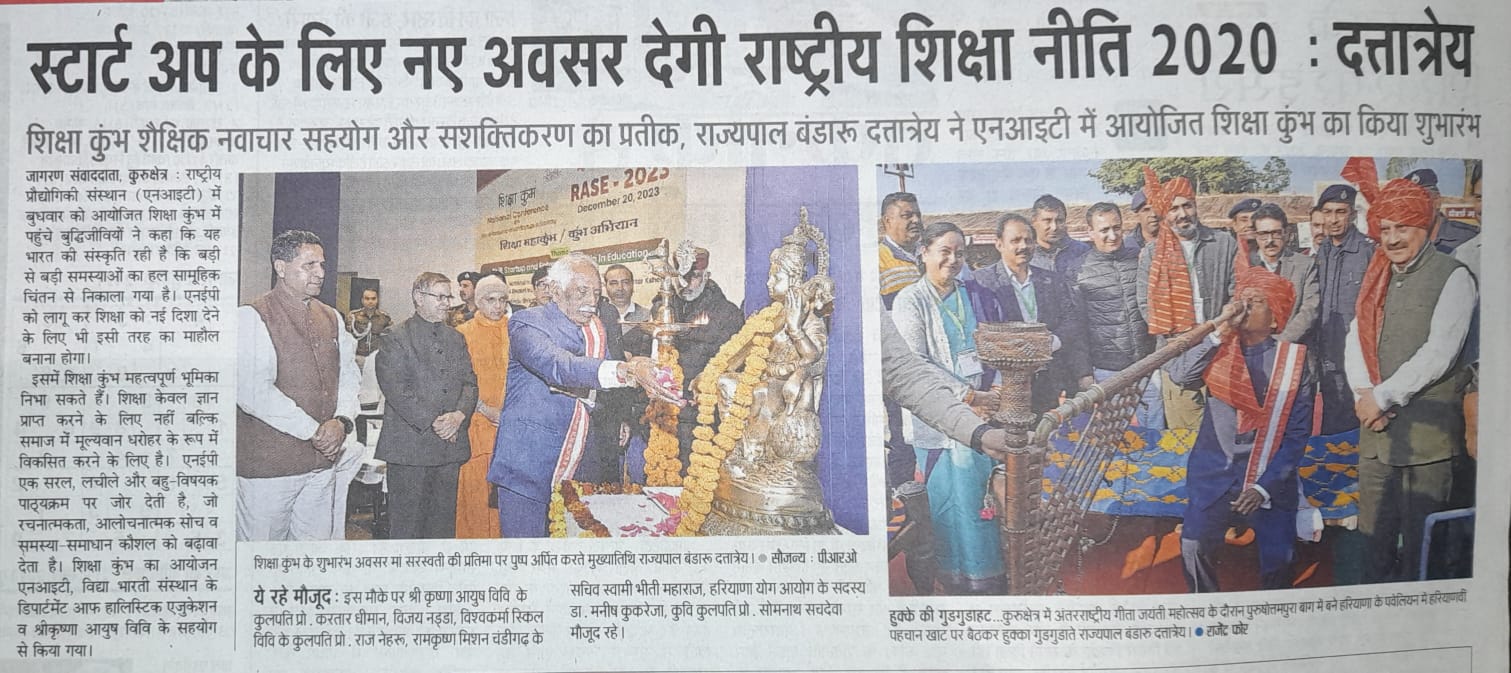 स्टार्ट अप के लिए नए अवसर देगी राष्ट्रीय शिक्षा नीति 2020 : दत्तात्रेय
शिक्षा कुंभ शैक्षिक नवाचार सहयोग और सशक्तिकरण का प्रतीक, राज्यपाल बंडारू दत्तात्रेय ने एनआइटी में आयोजित शिक्षा कुंभ का किया शुभारंभ
जागरण संवाददाता, कुरुक्षेत्र : राष्ट्रीय
प्रौद्योगिकी संस्थान (एनआइटी) में
बुधवार को आयोजित शिक्षा कुंभ में
पहुंचे बुद्धिजीवियों ने कहा कि यह
भारत की संस्कृति रही है कि बड़ी
से बड़ी समस्याओं का हल सामूहिक
चिंतन से निकाला गया है। एनईपी
को लागू कर शिक्षा को नई दिशा देने
के लिए भी इसी तरह का माहौल
बनाना होगा।
इसमें शिक्षा कुंभ महत्वपूर्ण भूमिका
निभा सकते हैं। शिक्षा केवल ज्ञान
प्राप्त करने के लिए नहीं बल्कि
समाज में मूल्यवान धरोहर के रूप में
विकसित करने के लिए है। एनईपी
एक सरल, लचीले और बहु-विषयक
पाठ्यक्रम पर जोर देती है, जो
रचनात्मकता, आलोचनात्मक सोच व
समस्या-समाधान कौशल को बढ़ावा
देता है। शिक्षा कुंभ का आयोजन
एनआइटी, विद्या भारती संस्थान के
डिपार्टमेंट आफ हालिस्टिक एजुकेशन
व श्रीकृष्णा आयुष विवि के सहयोग
से किया गया।
शिक्षा कुंभ
RASE - 2023
National Conference
December 20, 2023
शिक्षा महाकुंभ / कुंभ अभियान
Startup and in Education
शिक्षा कुंभ के शुभारंभ अवसर मां सरस्वती की प्रतिमा पर पुष्प अर्पित करते मुख्यातिथि राज्यपाल बंडारू दत्तात्रेय। ● सौजन्य : पीआरओ
ये रहे मौजूद : इस मौके पर श्री कृष्णा आयुष विवि के
कुलपति प्रो. करतार धीमान, विजय नड्डा, विश्वकर्मा स्किल
विवि के कुलपति प्रो. राज नेहरू, रामकृष्ण मिशन चंडीगढ़ के
सचिव स्वामी भीती महाराज, हरियाणा योग आयोग के सदस्य
डा. मनीष कुकरेजा, कुवि कुलपति प्रो. सोमनाथ सचदेवा
मौजूद रहे।
हुक्के की गुडगुडाहट...कुरुक्षेत्र में अंतरराष्ट्रीय गीता जयंती महोत्सव के दौरान पुरुषोतमपुरा बाग में बने हरियाणा के पवेलियन में हरियाणवी
पहचान खाट पर बैठकर हुक्का गुडगुडाते राज्यपाल बंडारु दत्तात्रेय। ● राजेंद्र फोर